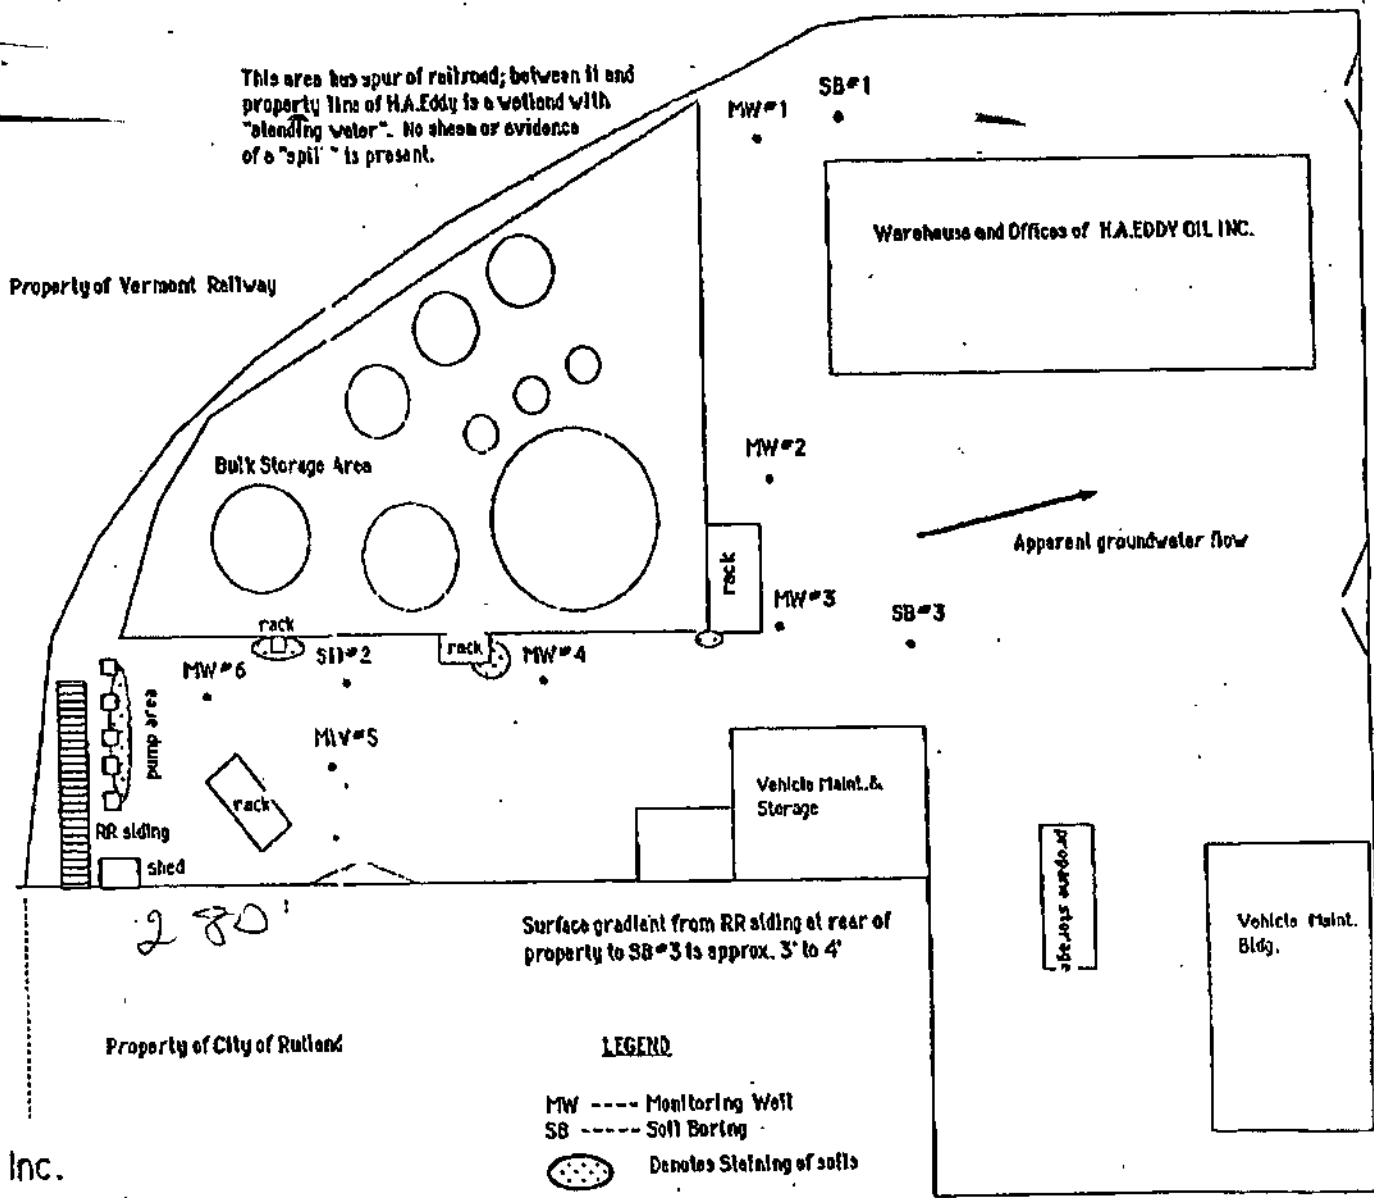 This area has spur of railroad; between it and
property line of H.A.Eddy is a wetland with
"standing water". No sheen or evidence
of a "spill" is present.
SB#1
MW#1
Warehouse and Offices of H.A.EDDY OIL INC.
Property of Vermont Railway
MW#2
Bulk Storage Area
Apparent groundwater flow
rack
MW#3
SB#3
rack
rack
SB#2
MW#4
MW#6
pump area
MW#5
rack
Vehicle Maint.&
Storage
RR siding
shed
propane storage
280'
Surface gradient from RR siding at rear of
property to SB#3 is approx. 3' to 4'
Vehicle Maint.
Bldg.
Property of City of Rutland
LEGEND
MW ---- Monitoring Well
SB ----- Soil Boring
Denotes Staining of soils
Inc.